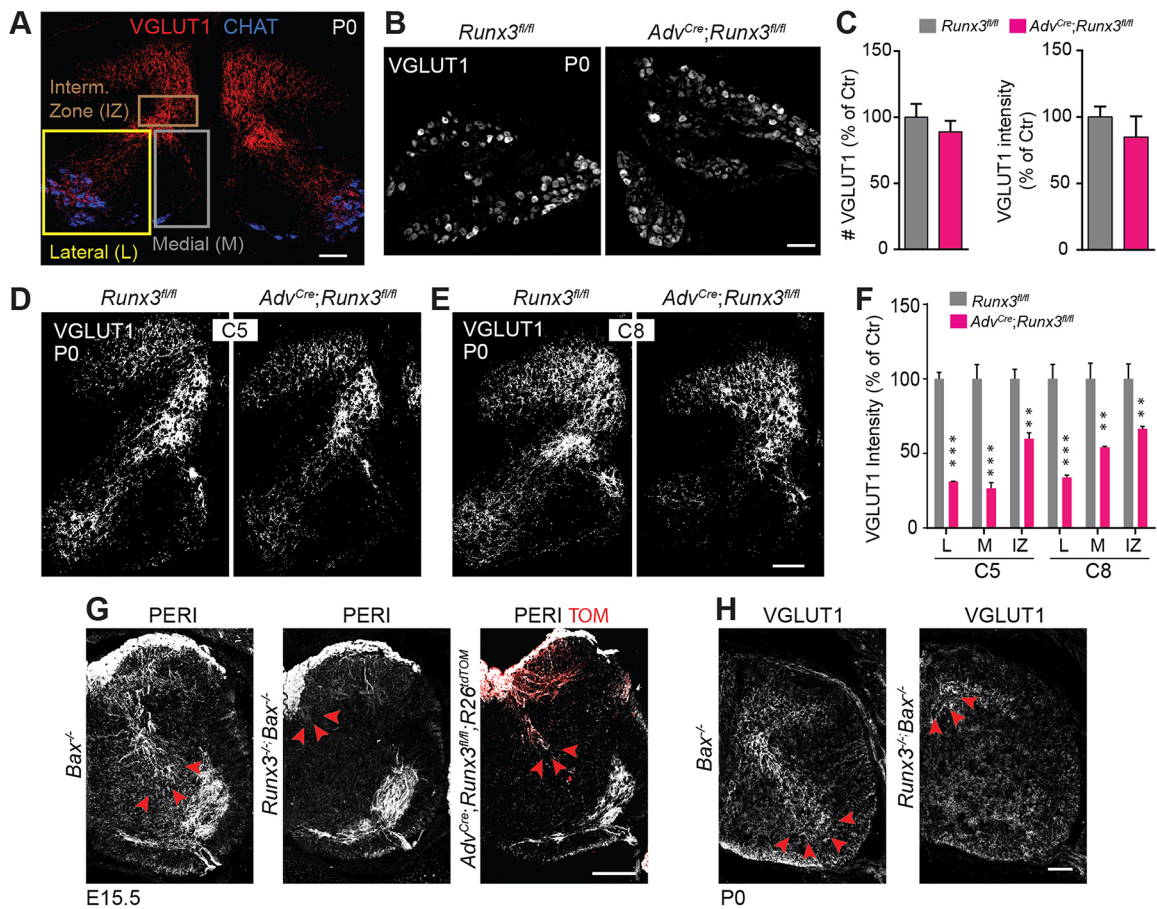 A
VGLUT1 CHAT P0
Interm.
Zone (IZ)
Lateral (L)
Medial (M)
B
Runx3fl/fl AdvCre;Runx3fl/fl
VGLUT1 P0
C
Runx3fl/fl AdvCre;Runx3fl/fl
# VGLUT1 (% of Ctr)
150
100
50
0
VGLUT1 intensity
(% of Ctr)
150
100
50
0
D
Runx3fl/fl AdvCre;Runx3fl/fl
VGLUT1
P0
C5
E
Runx3fl/fl AdvCre;Runx3fl/fl
VGLUT1
P0
C8
F
VGLUT1 Intensity (% of Ctr)
150
100
50
0
Runx3fl/fl
AdvCre;Runx3fl/fl
*** *** ** *** ** **
L M IZ L M IZ
C5 C8
G
PERI PERI PERI TOM
Bax-/-
Runx3-/-;Bax-/-
AdvCre;Runx3fl/fl;R26tdTOM
E15.5
H
VGLUT1 VGLUT1
Bax-/-
Runx3-/-;Bax-/-
P0